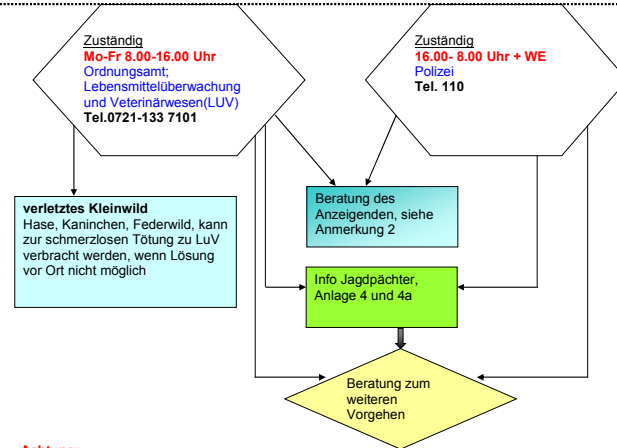 Zuständig
Mo-Fr 8.00-16.00 Uhr
Ordnungsamt;
Lebensmittelüberwachung
und Veterinärwesen(LUV)
Tel.0721-133 7101
Zuständig
16.00- 8.00 Uhr + WE
Polizei
Tel. 110
verletztes Kleinwild
Hase, Kaninchen, Federwild, kann
zur schmerzlosen Tötung zu LuV
verbracht werden, wenn Lösung
vor Ort nicht möglich
Beratung des
Anzeigenden, siehe
Anmerkung 2
Info Jagdpächter,
Anlage 4 und 4a
Beratung zum
weiteren
Vorgehen
Achtung: